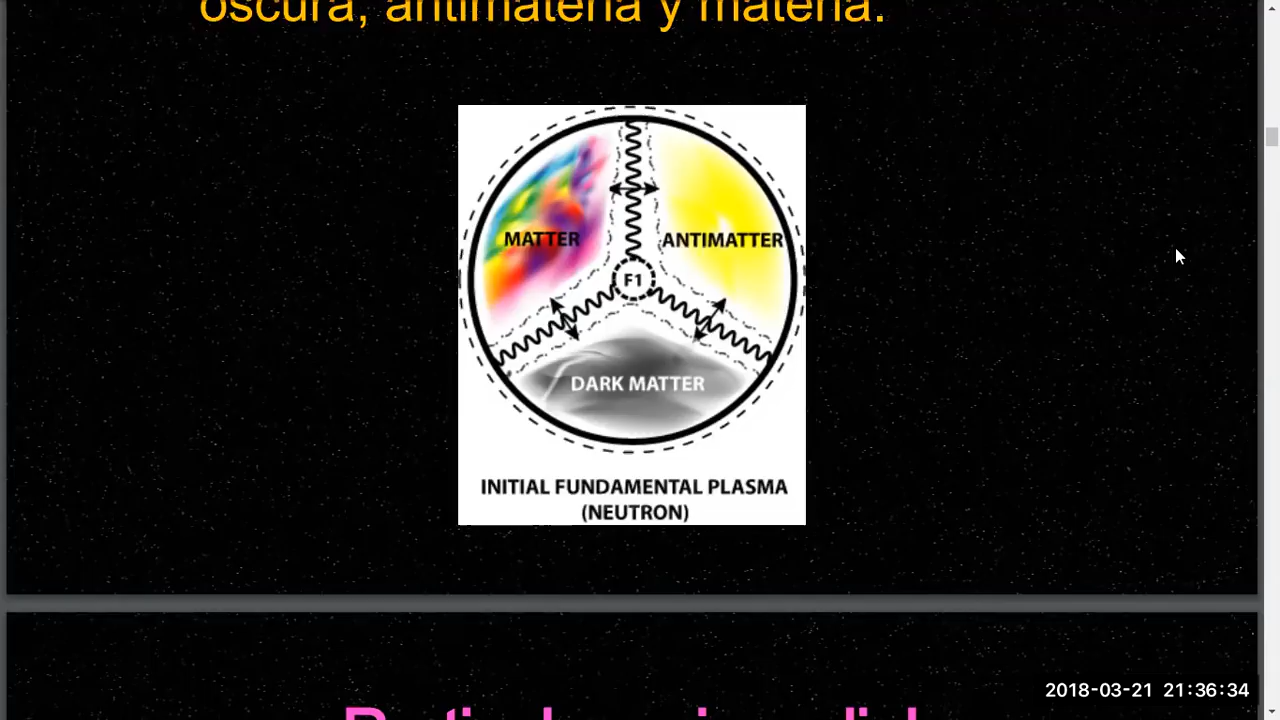 oscura, antimateria y materia.
MATTER
ANTIMATTER
F1
DARK MATTER
INITIAL FUNDAMENTAL PLASMA
(NEUTRON)
2018-03-21 21:36:34